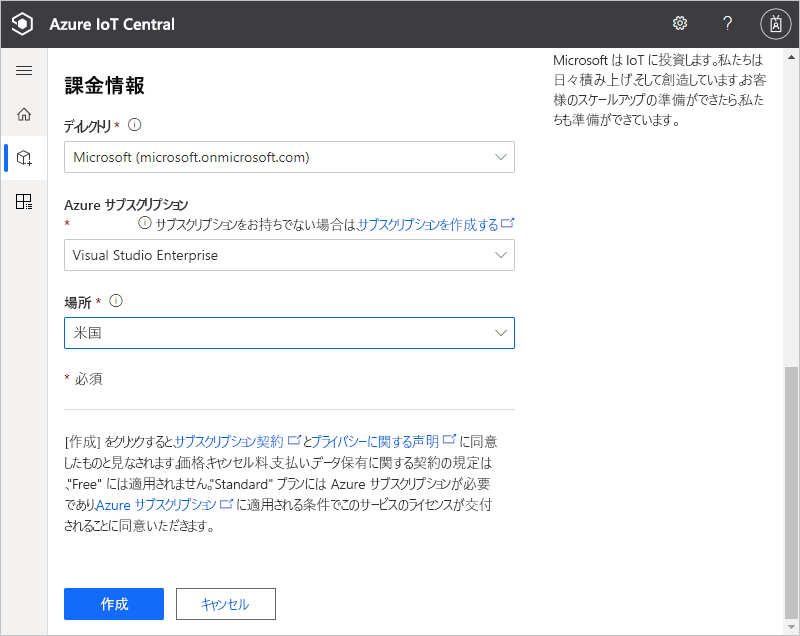 Azure IoT Central
?
課金情報
ディレクトリ *
Microsoft (microsoft.onmicrosoft.com)
Azure サブスクリプション
* サブスクリプションをお持ちでない場合は、サブスクリプションを作成する
Visual Studio Enterprise
場所 *
米国
* 必須
[作成] をクリックすると、サブスクリプション契約 とプライバシーに関する声明 に同意
したものと見なされます。価格、キャンセル料、支払い、データ保有に関する契約の規定は
、"Free" には適用されません。"Standard" プランには Azure サブスクリプションが必要
であり、Azure サブスクリプション に適用される条件でこのサービスのライセンスが交付
されることに同意いただきます。
作成
キャンセル
Microsoft は IoT に投資します。私たちは
日々積み上げ、そして創造しています。お客
様のスケールアップの準備ができたら、私た
ちも準備ができています。